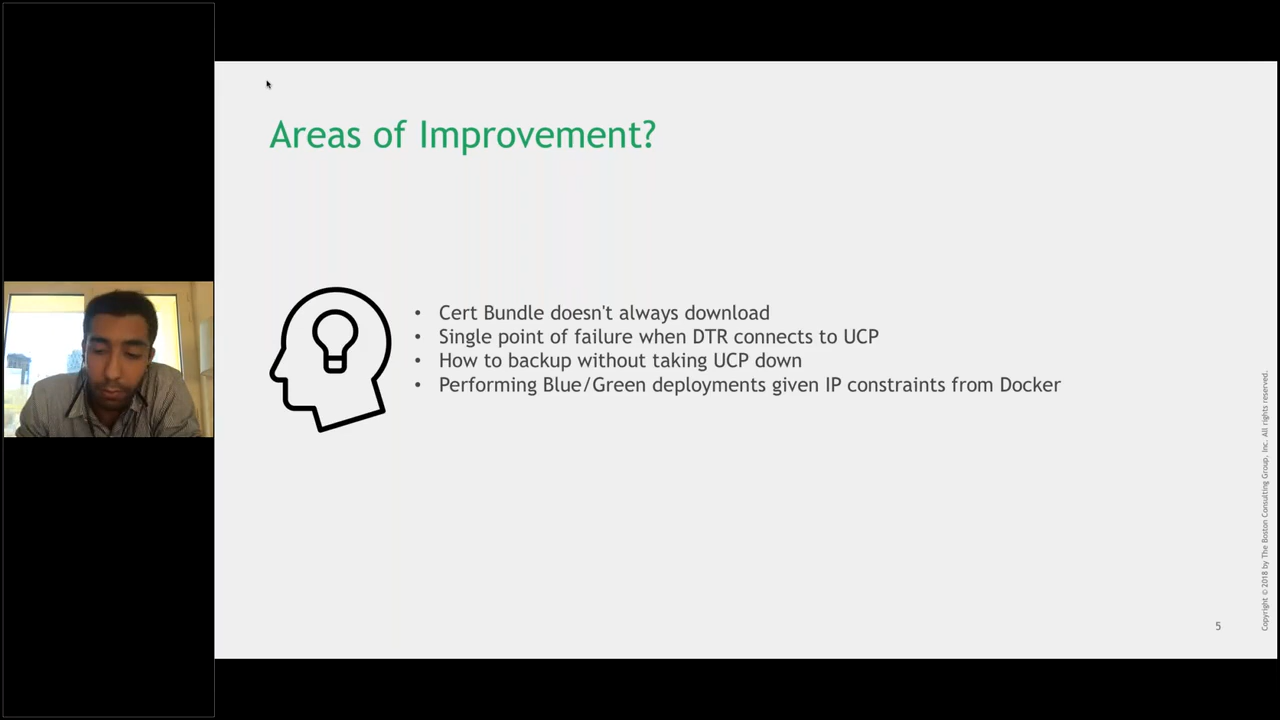 Areas of Improvement?
• Cert Bundle doesn't always download
• Single point of failure when DTR connects to UCP
• How to backup without taking UCP down
• Performing Blue/Green deployments given IP constraints from Docker
Copyright © 2018 by The Boston Consulting Group, Inc. All rights reserved.
5